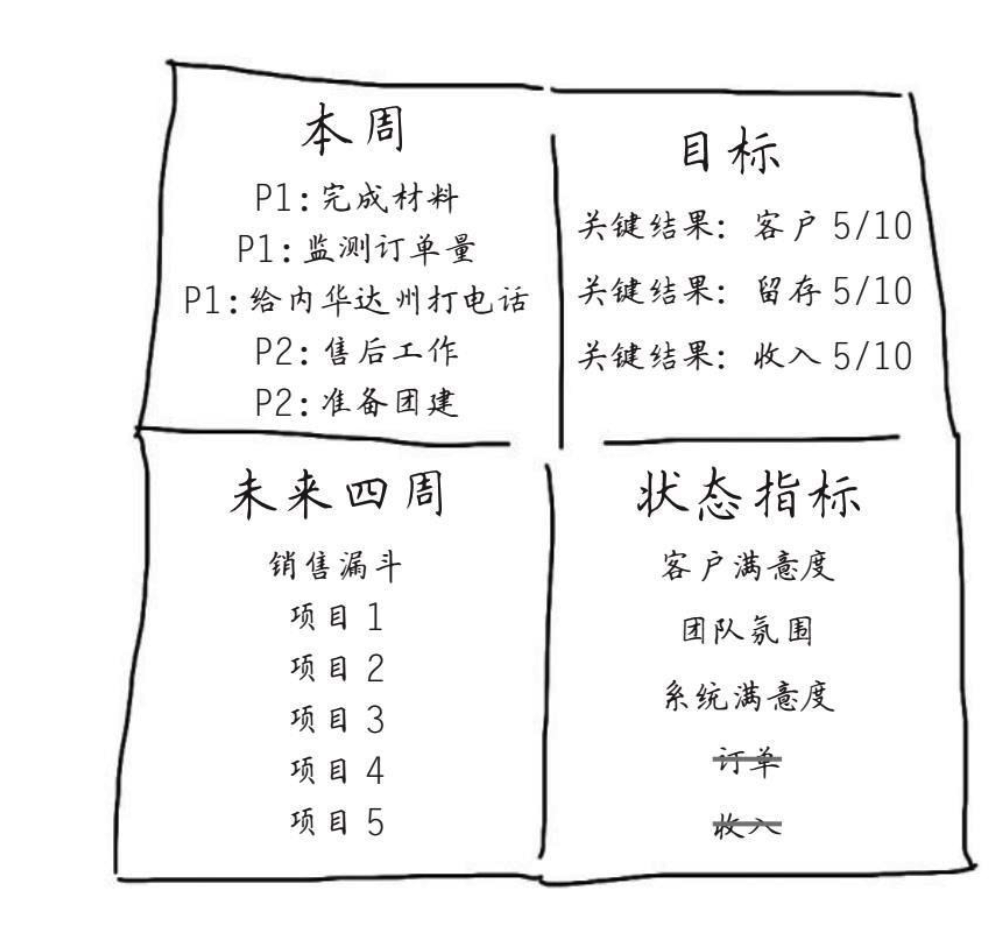 本周
P1:完成材料
P1:监测订单量
P1:给内华达州打电话
P2:售后工作
P2:准备团建
目标
关键结果: 客户 5/10
关键结果: 留存 5/10
关键结果: 收入 5/10
未来四周
销售漏斗
项目 1
项目 2
项目 3
项目 4
项目 5
状态指标
客户满意度
团队氛围
系统满意度
订单
收入